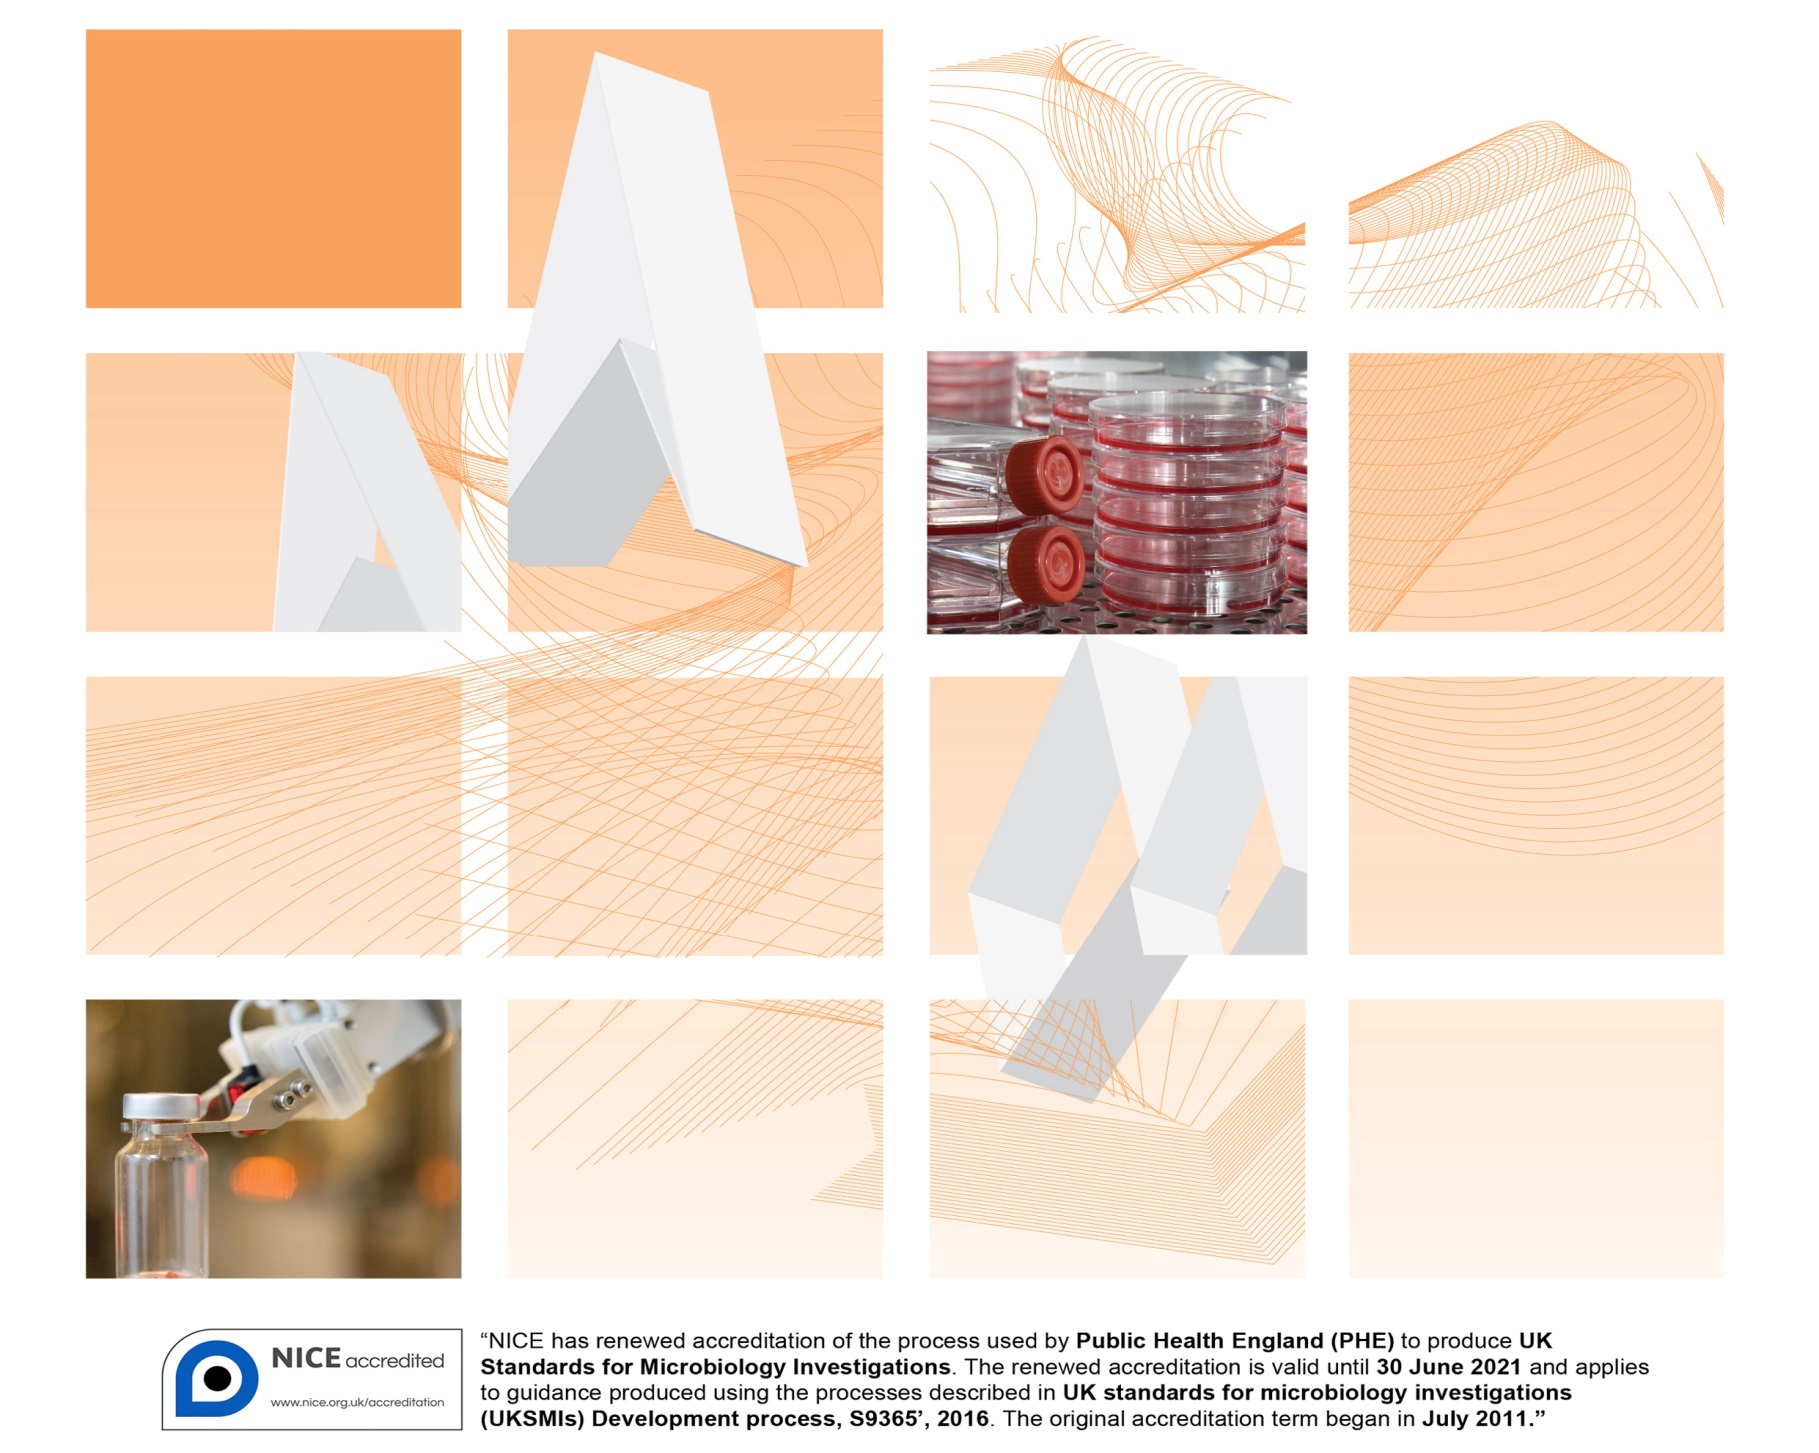 NICE accredited
www.nice.org.uk/accreditation
“NICE has renewed accreditation of the process used by Public Health England (PHE) to produce UK
Standards for Microbiology Investigations. The renewed accreditation is valid until 30 June 2021 and applies
to guidance produced using the processes described in UK standards for microbiology investigations
(UKSMIs) Development process, S9365’, 2016. The original accreditation term began in July 2011.”